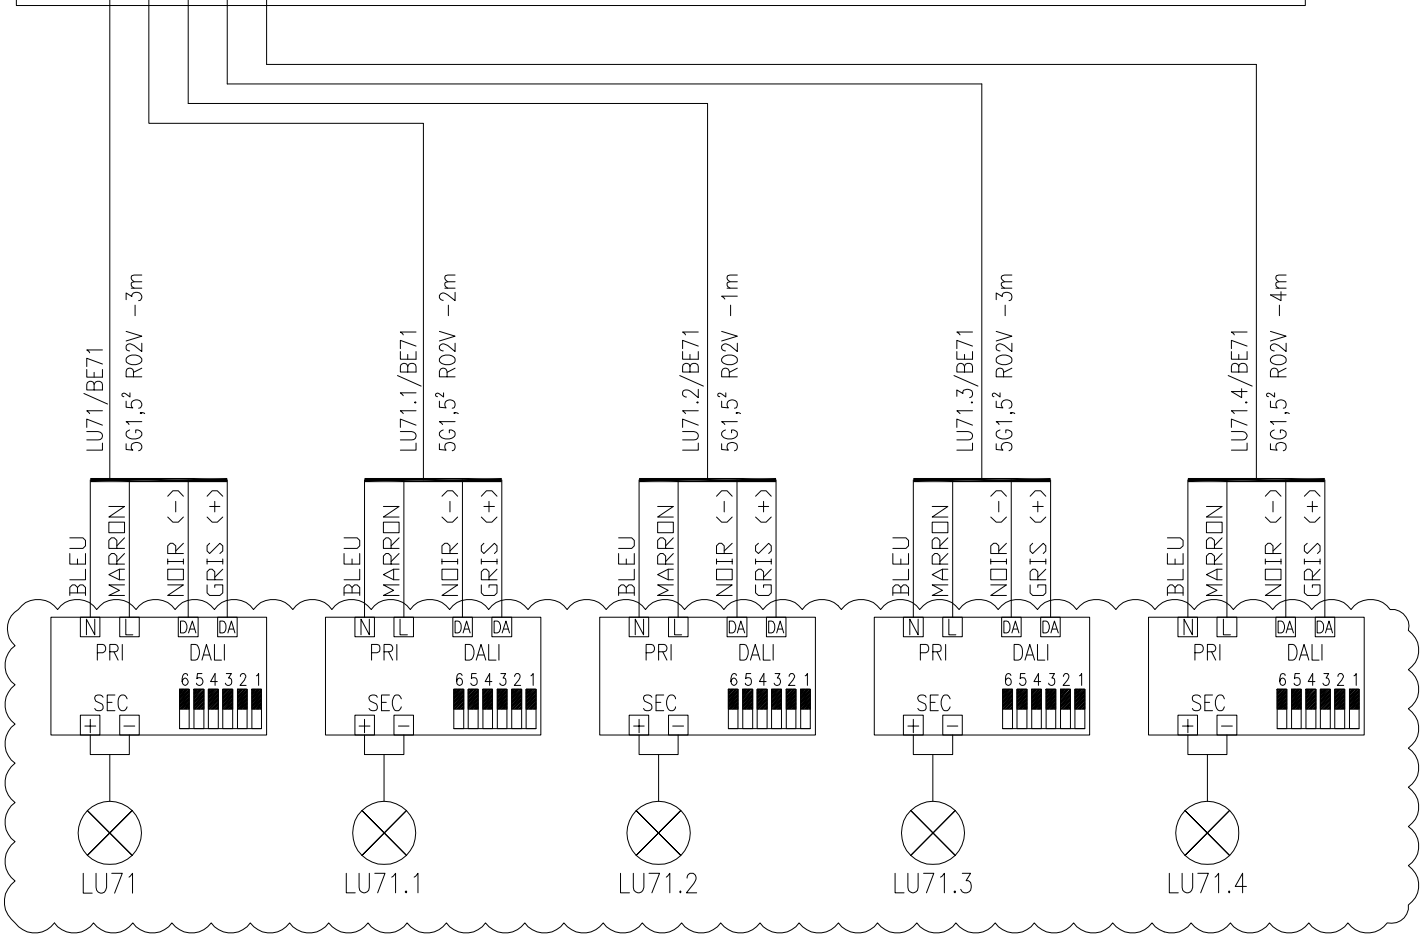 LU71/BE71
5G1,5² R02V -3m
LU71.1/BE71
5G1,5² R02V -2m
LU71.2/BE71
5G1,5² R02V -1m
LU71.3/BE71
5G1,5² R02V -3m
LU71.4/BE71
5G1,5² R02V -4m
BLEU
MARRON
NOIR (-)
GRIS (+)
BLEU
MARRON
NOIR (-)
GRIS (+)
BLEU
MARRON
NOIR (-)
GRIS (+)
BLEU
MARRON
NOIR (-)
GRIS (+)
BLEU
MARRON
NOIR (-)
GRIS (+)
N L DA DA
PRI DALI
6 5 4 3 2 1
SEC
+ -
LU71
N L DA DA
PRI DALI
6 5 4 3 2 1
SEC
+ -
LU71.1
N L DA DA
PRI DALI
6 5 4 3 2 1
SEC
+ -
LU71.2
N L DA DA
PRI DALI
6 5 4 3 2 1
SEC
+ -
LU71.3
N L DA DA
PRI DALI
6 5 4 3 2 1
SEC
+ -
LU71.4